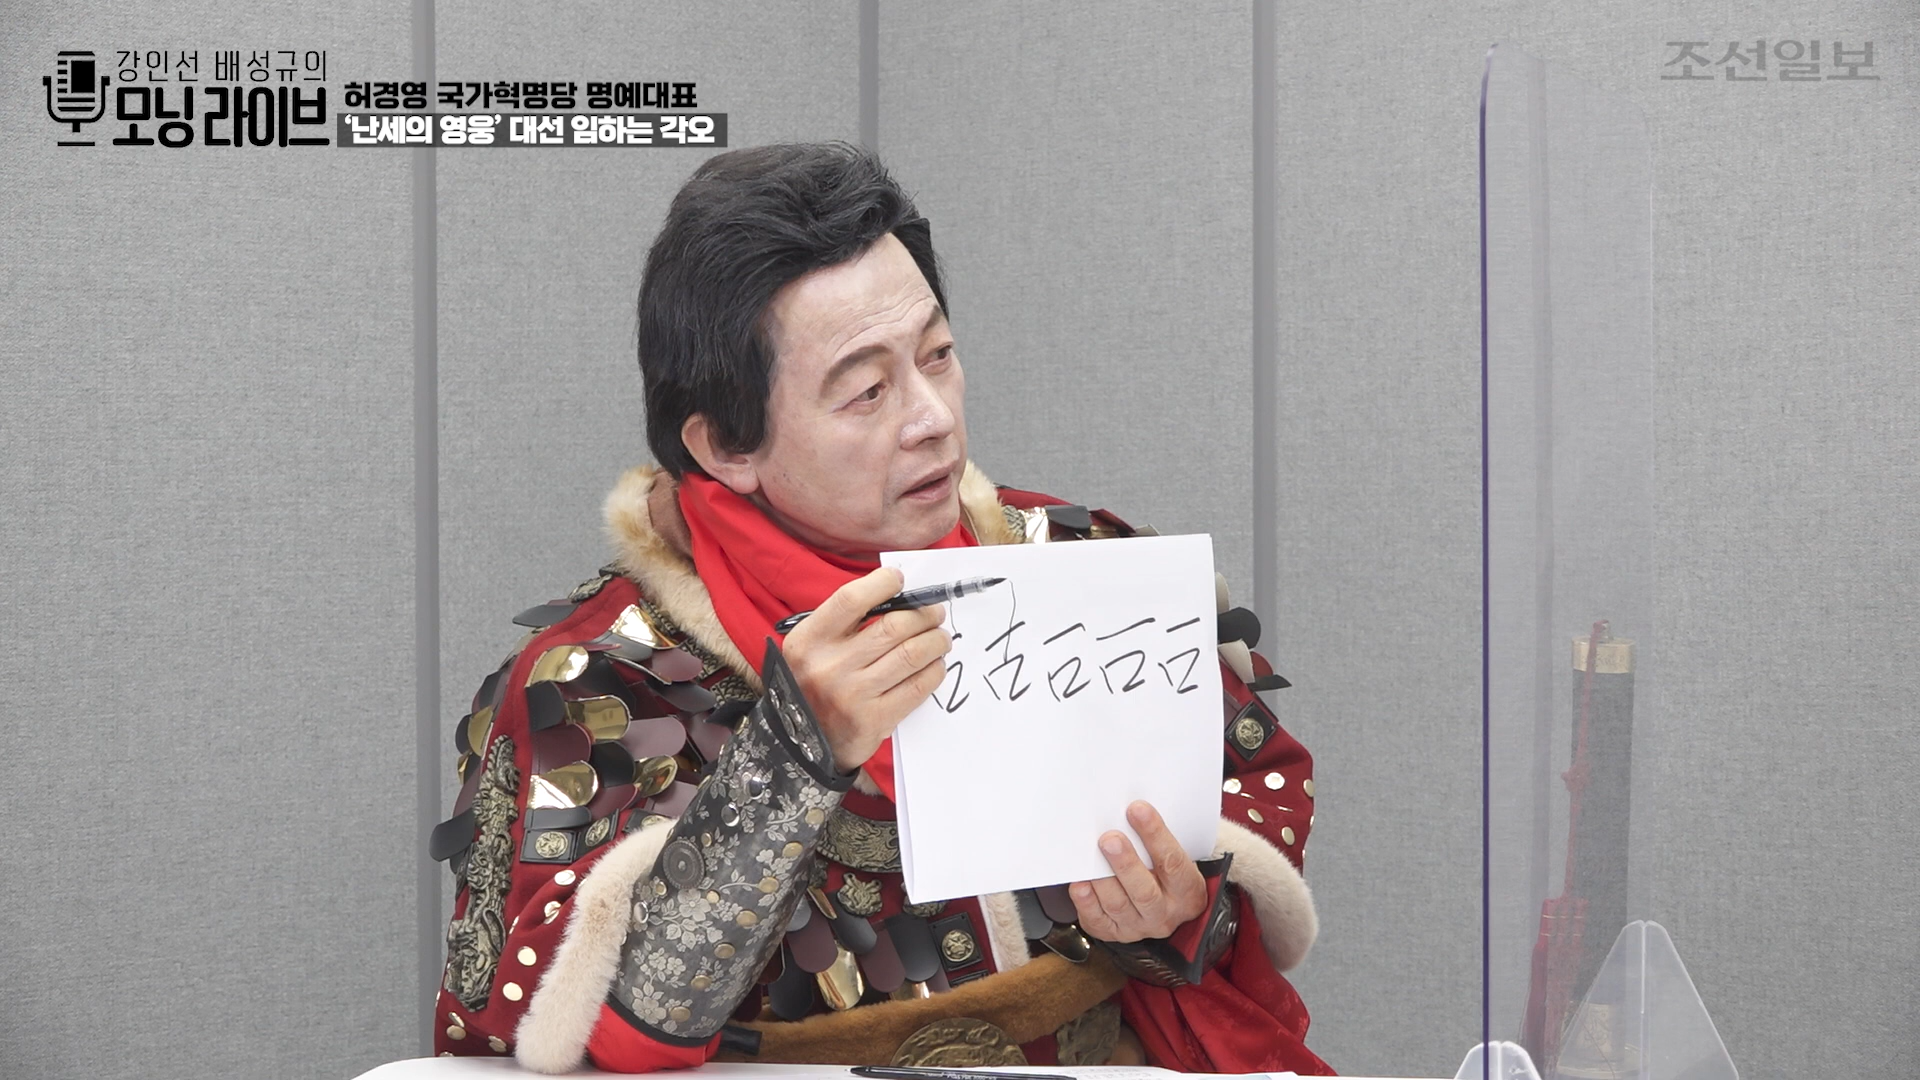 강인선 배성규의
모닝 라이브
허경영 국가혁명당 명예대표
‘난세의 영웅’ 대선 임하는 각오
조선일보